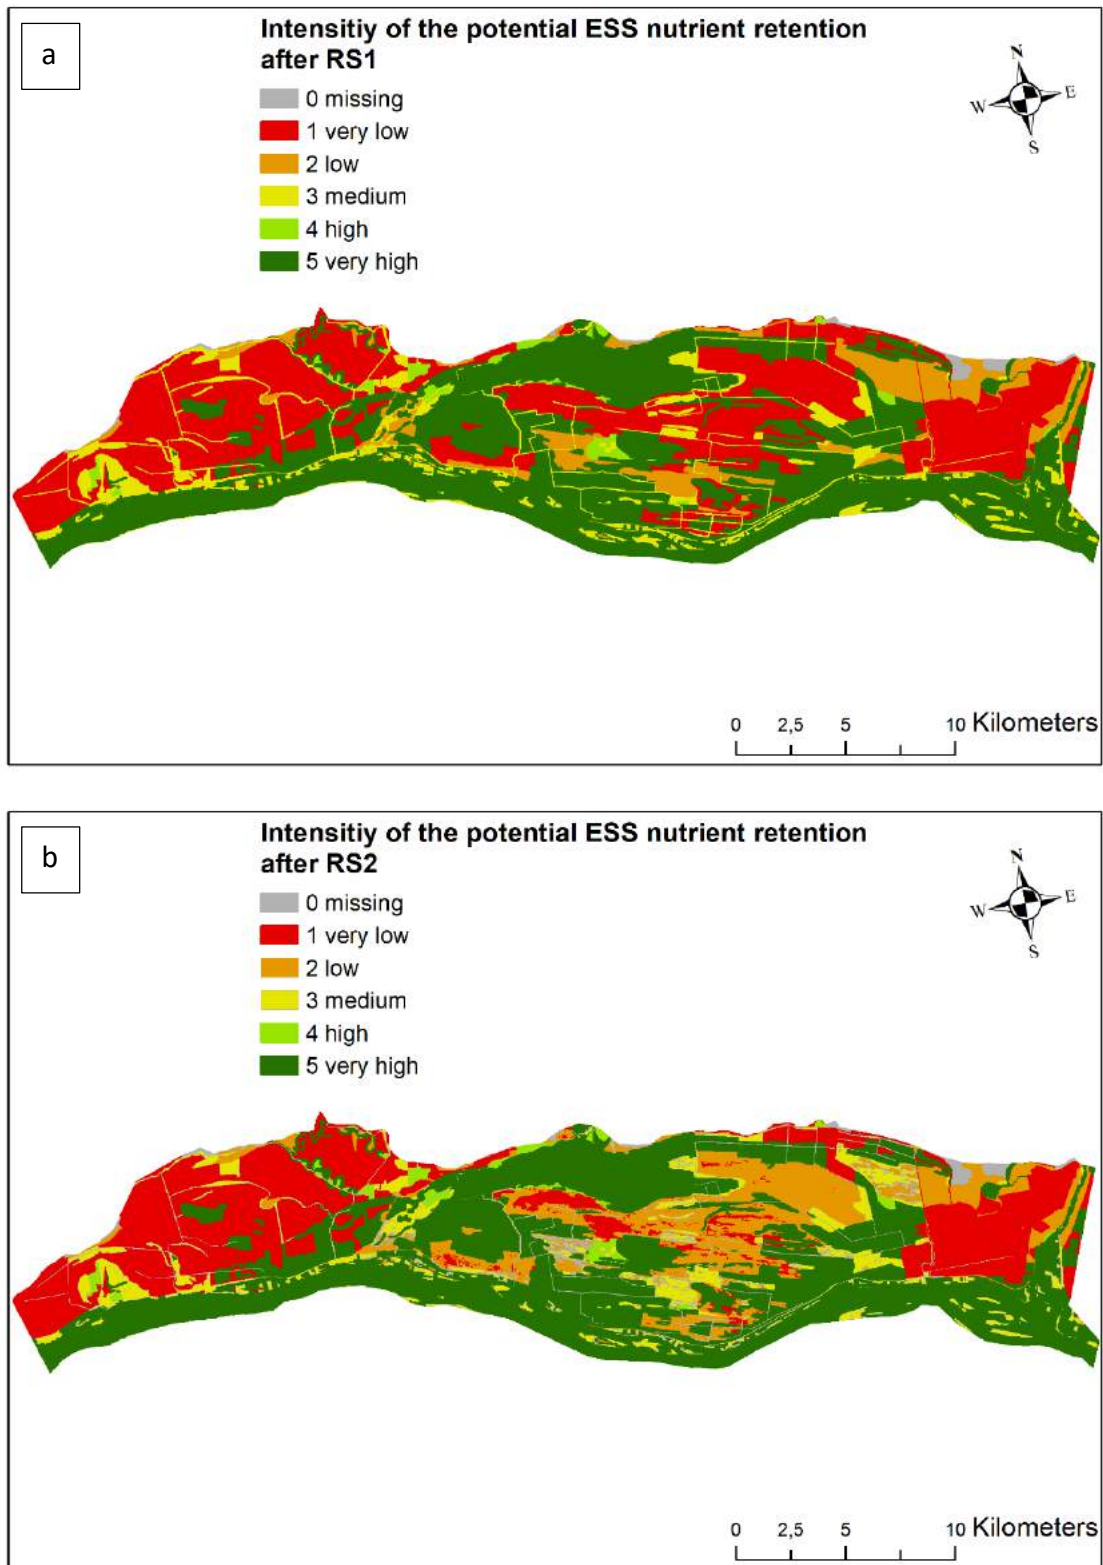 a
Intensitiy of the potential ESS nutrient retention
after RS1
0 missing
1 very low
2 low
3 medium
4 high
5 very high
N
W E
S
0 2,5 5 10 Kilometers
b
Intensitiy of the potential ESS nutrient retention
after RS2
0 missing
1 very low
2 low
3 medium
4 high
5 very high
N
W E
S
0 2,5 5 10 Kilometers